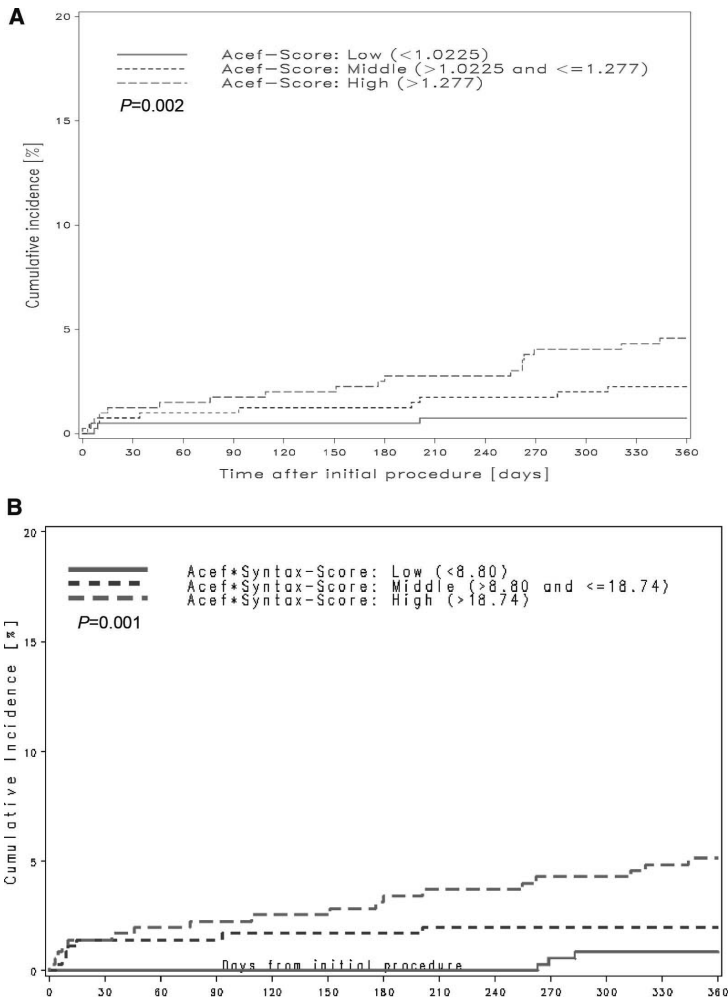 A
20
15
10
5
0
Cumulative incidence [%]
Acef-Score: Low (<1.0225)
Acef-Score: Middle (>1.0225 and <=1.277)
Acef-Score: High (>1.277)
P=0.002
0 30 60 90 120 150 180 210 240 270 300 330 360
Time after initial procedure [days]
B
20
15
10
5
0
Cumulative Incidence [%]
Acef*Syntax-Score: Low (<8.80)
Acef*Syntax-Score: Middle (>8.80 and <=18.74)
Acef*Syntax-Score: High (>18.74)
P=0.001
Days from initial procedure
0 30 60 90 120 150 180 210 240 270 300 330 360